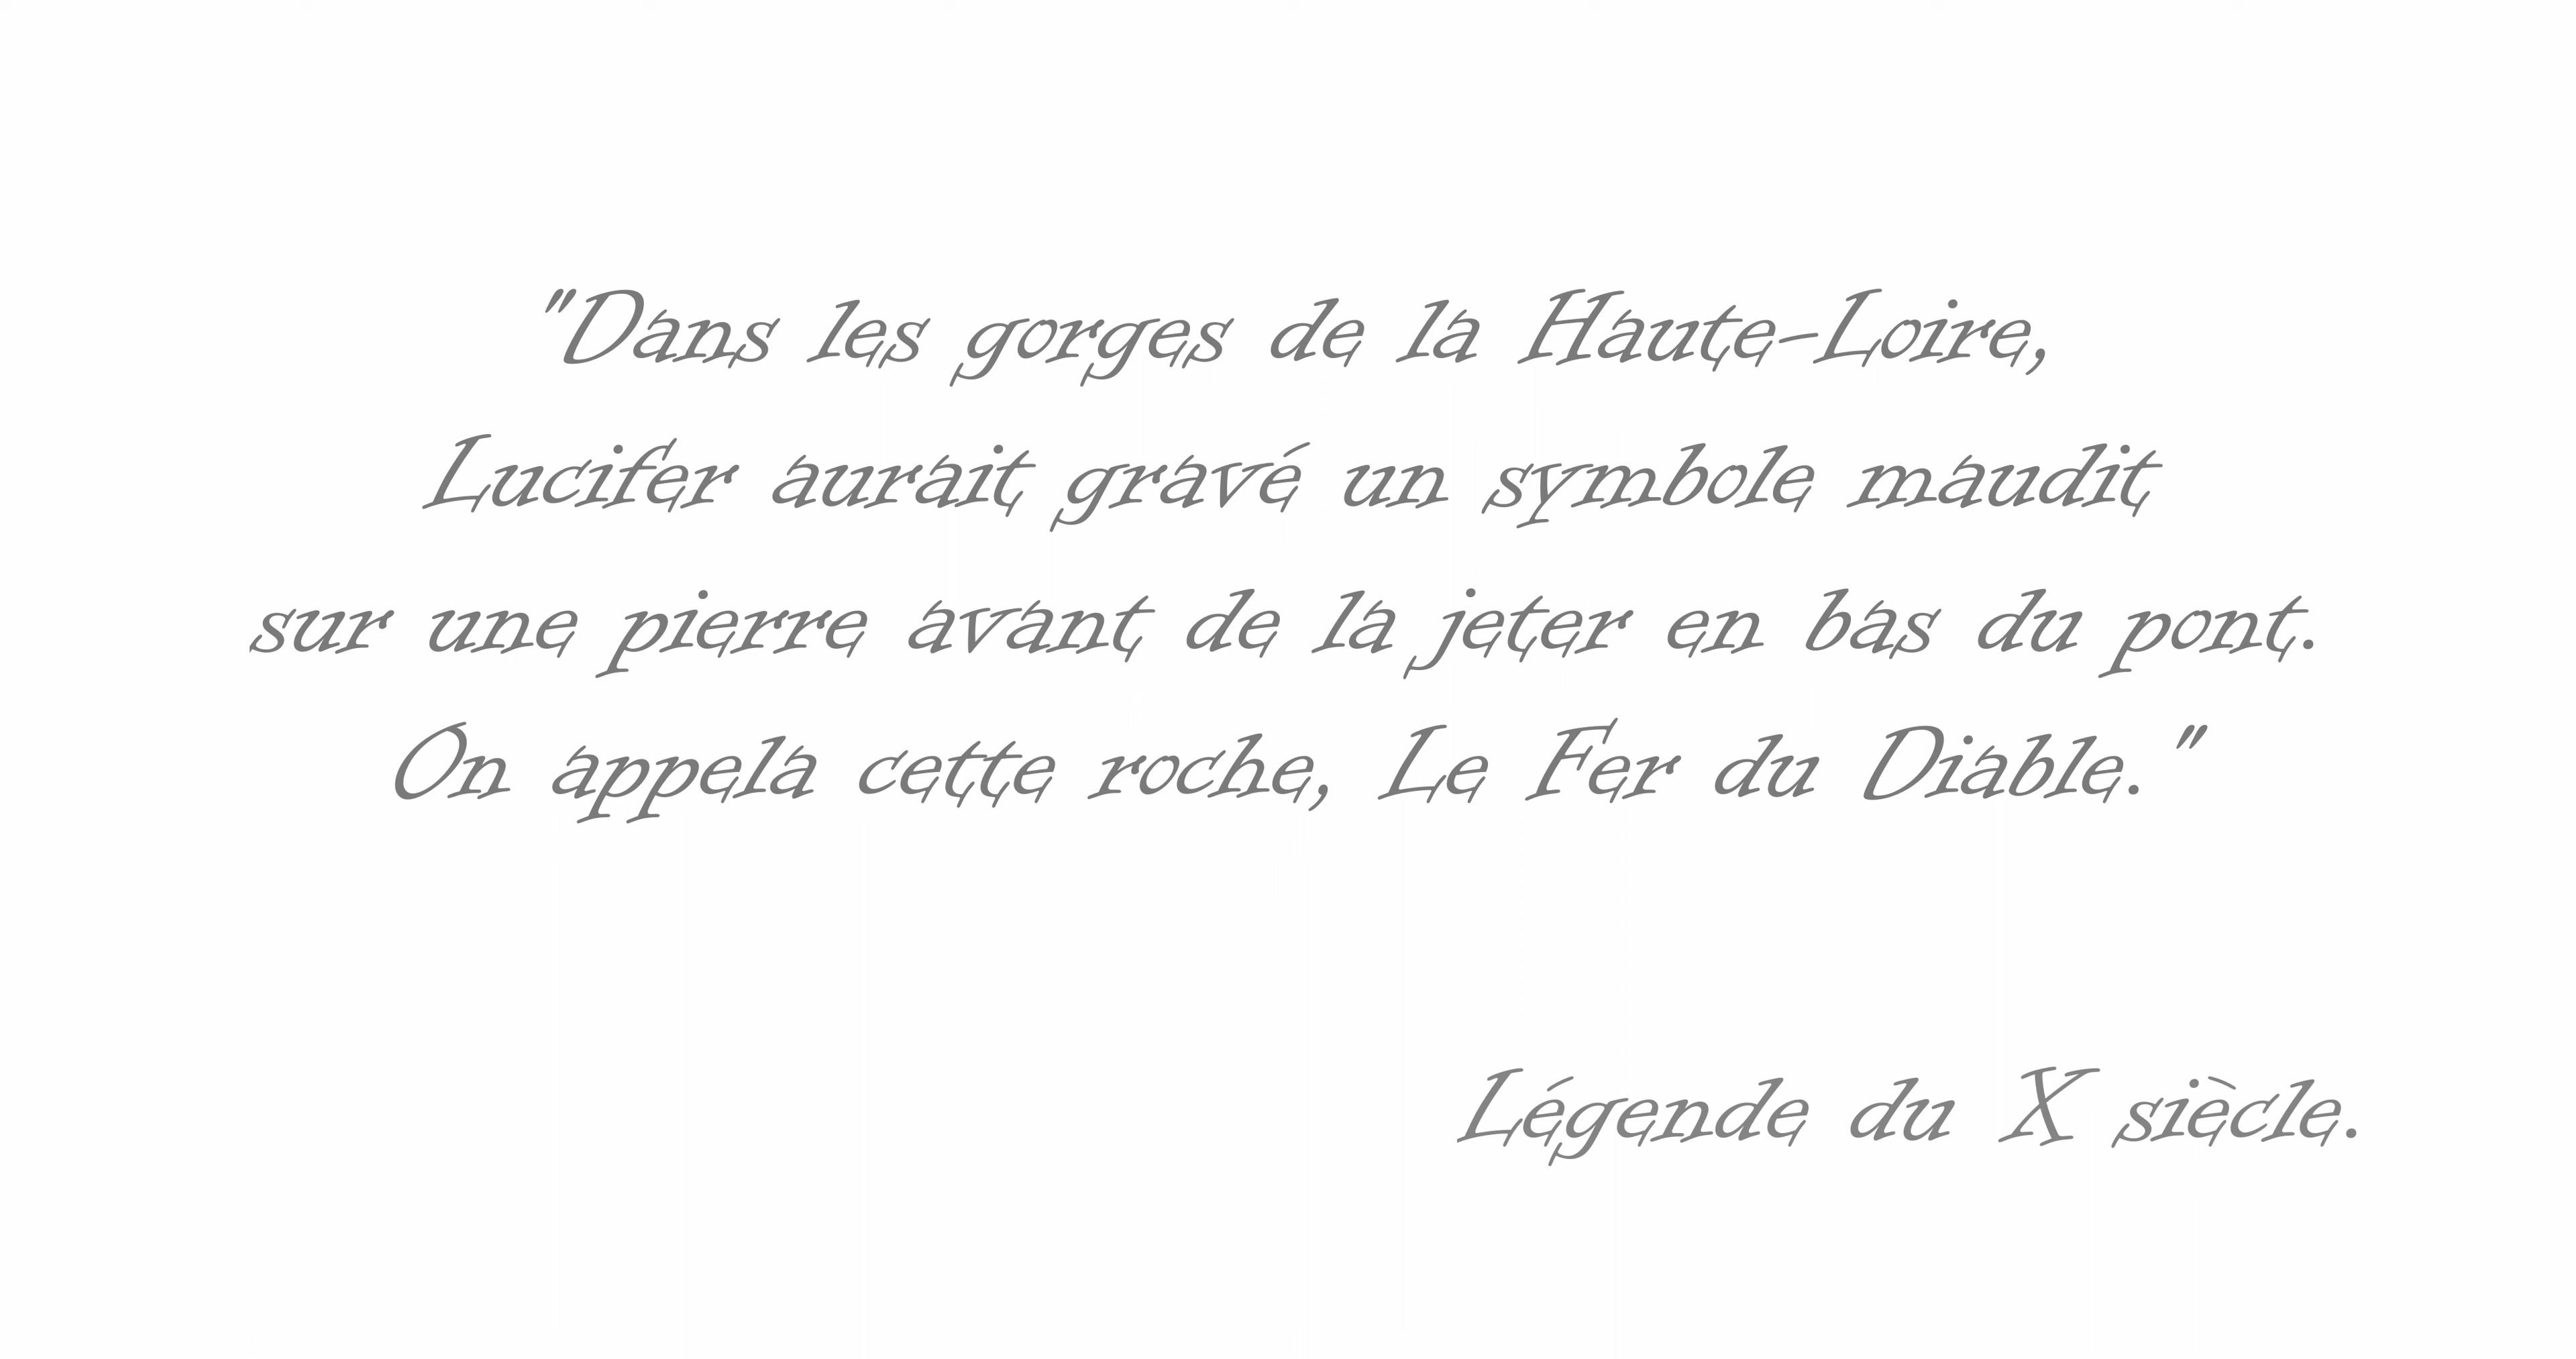 "Dans les gorges de la Haute-Loire,
Lucifer aurait gravé un symbole maudit
sur une pierre avant de la jeter en bas du pont.
On appela cette roche, Le Fer du Diable."
Légende du X siècle.